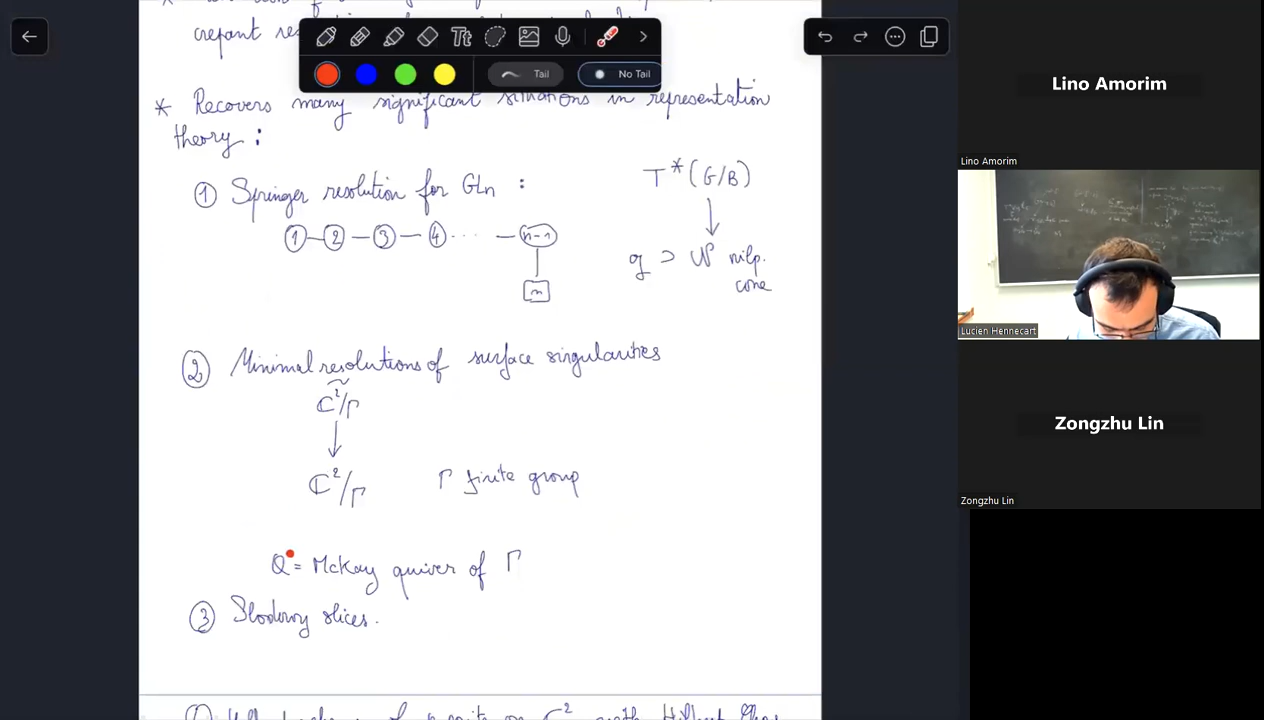 crepant
Tt
Tail
No Tail
* Recovers many significant situations in representation
theory :
① Springer resolution for GLn :
T*(G/B)
① — ② — ③ — ④ ···· — n-1
n
g ⊃ N nilp.
cone
② Minimal resolutions of surface singularities
C²/Γ
C²/Γ Γ finite group
Q = McKay quiver of Γ
③ Slodowy slices.
Lino Amorim
Lino Amorim
Lucien Hennecart
Zongzhu Lin
Zongzhu Lin